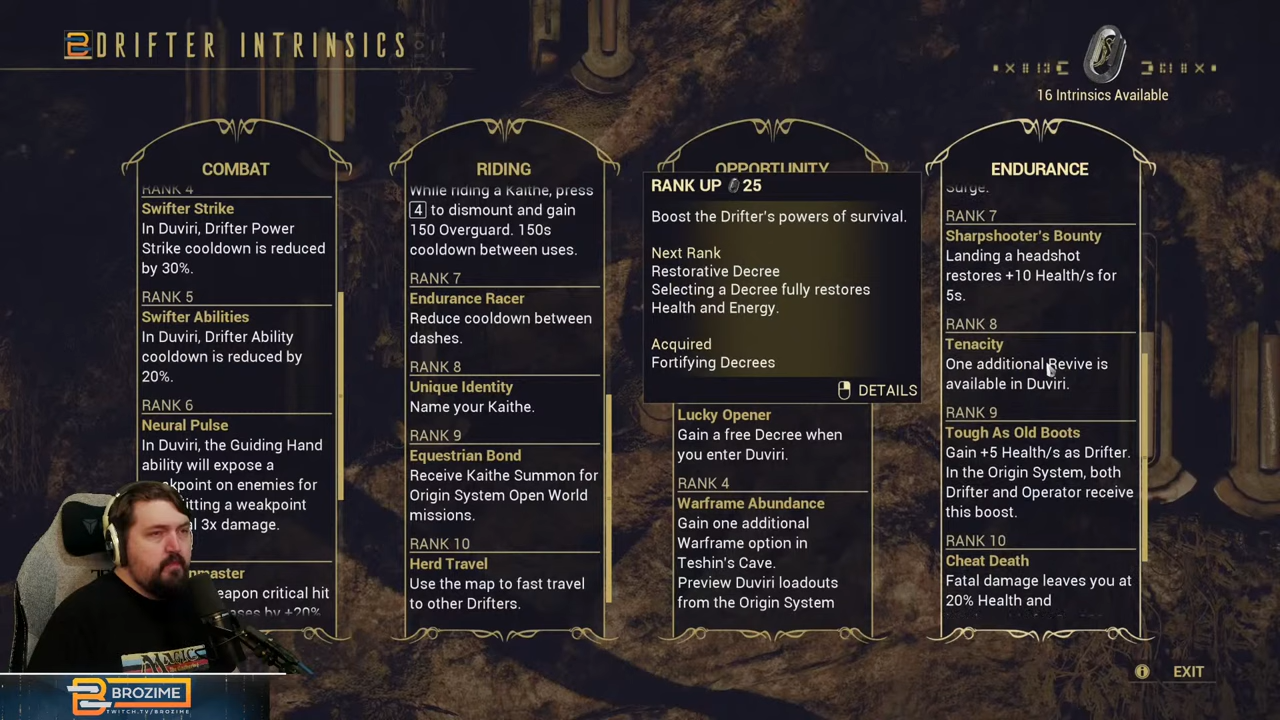 DRIFTER INTRINSICS
16 Intrinsics Available
COMBAT
RANK 4
Swifter Strike
In Duviri, Drifter Power
Strike cooldown is reduced
by 30%.
RANK 5
Swifter Abilities
In Duviri, Drifter Ability
cooldown is reduced by
20%.
RANK 6
Neural Pulse
In Duviri, the Guiding Hand
ability will expose a
on enemies for
a weakpoint
3x damage.
critical hit
+20%
RIDING
While riding a Kaithe, press
4 to dismount and gain
150 Overguard. 150s
cooldown between uses.
RANK 7
Endurance Racer
Reduce cooldown between
dashes.
RANK 8
Unique Identity
Name your Kaithe.
RANK 9
Equestrian Bond
Receive Kaithe Summon for
Origin System Open World
missions.
RANK 10
Herd Travel
Use the map to fast travel
to other Drifters.
OPPORTUNITY
RANK UP 25
Boost the Drifter's powers of survival.
Next Rank
Restorative Decree
Selecting a Decree fully restores
Health and Energy.
Acquired
Fortifying Decrees
DETAILS
Lucky Opener
Gain a free Decree when
you enter Duviri.
RANK 4
Warframe Abundance
Gain one additional
Warframe option in
Teshin's Cave.
Preview Duviri loadouts
from the Origin System
ENDURANCE
Surge.
RANK 7
Sharpshooter's Bounty
Landing a headshot
restores +10 Health/s for
5s.
RANK 8
Tenacity
One additional Revive is
available in Duviri.
RANK 9
Tough As Old Boots
Gain +5 Health/s as Drifter.
In the Origin System, both
Drifter and Operator receive
this boost.
RANK 10
Cheat Death
Fatal damage leaves you at
20% Health and
EXIT
BROZIME
TWITCH.TV/BROZIME